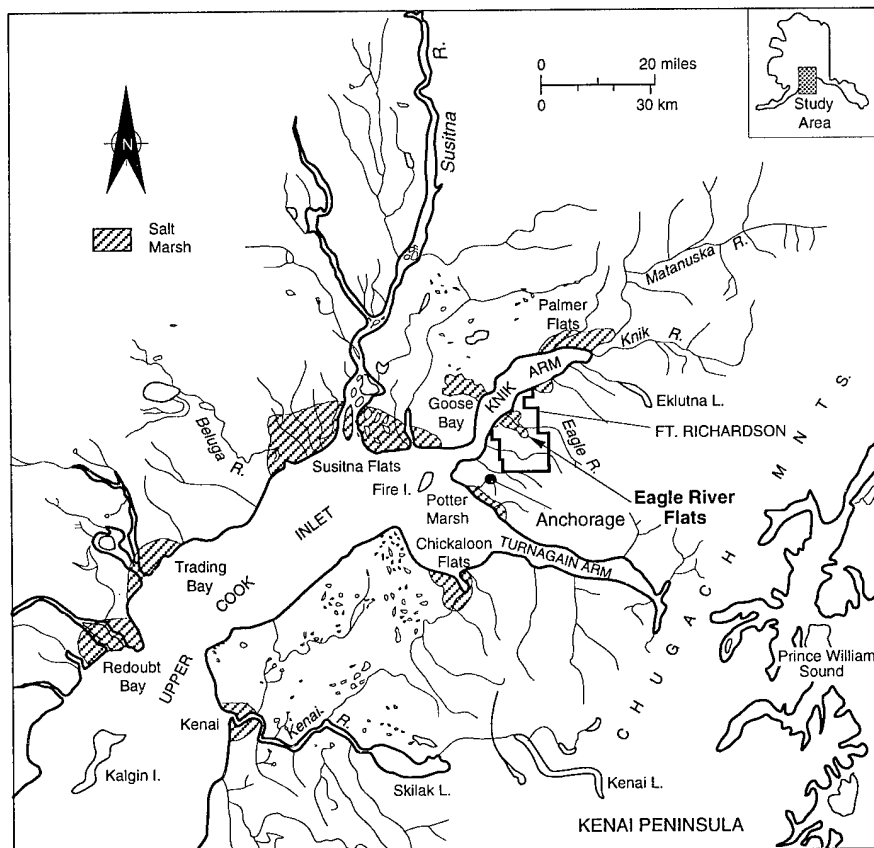 0 20 miles
0 30 km
Study
Area
N
Salt
Marsh
Susitna R.
Matanuska R.
Palmer
Flats
Knik R.
KNIK ARM
Goose
Bay
Eklutna L.
FT. RICHARDSON
Eagle R.
Beluga R.
Susitna Flats
Fire I.
Potter
Marsh
Eagle River
Flats
Anchorage
Chickaloon
Flats
TURNAGAIN ARM
CHUGACH MNTS.
UPPER COOK INLET
Trading
Bay
Redoubt
Bay
Prince William
Sound
Kenai
Kenai. R.
Kalgin I.
Skilak L.
Kenai L.
KENAI PENINSULA